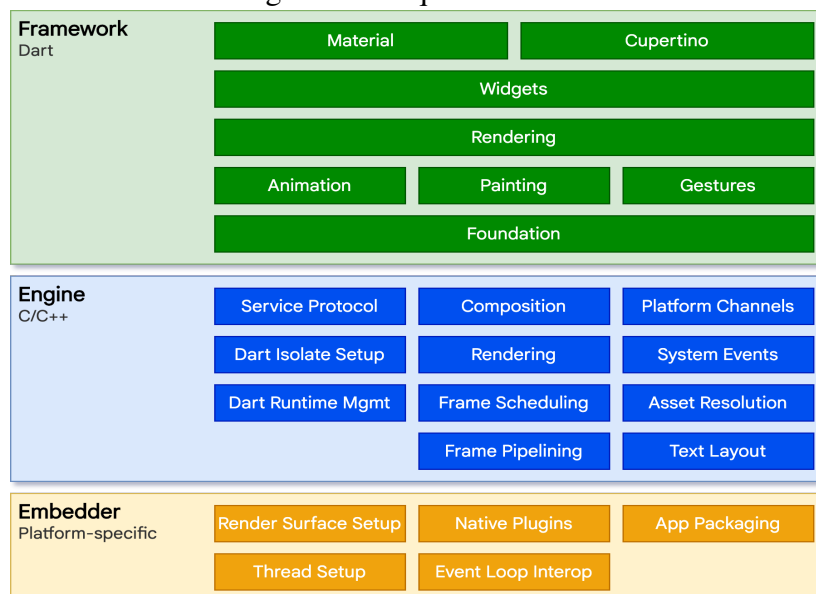 Framework
Dart
Material
Cupertino
Widgets
Rendering
Animation
Painting
Gestures
Foundation
Engine
C/C++
Service Protocol
Composition
Platform Channels
Dart Isolate Setup
Rendering
System Events
Dart Runtime Mgmt
Frame Scheduling
Asset Resolution
Frame Pipelining
Text Layout
Embedder
Platform-specific
Render Surface Setup
Native Plugins
App Packaging
Thread Setup
Event Loop Interop